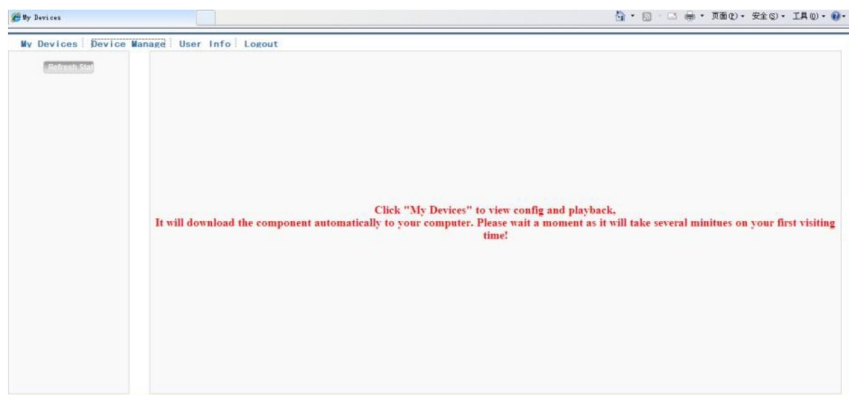 My Devices
页面(P) 安全(S) 工具(O)
My Devices Device Manage User Info Logout
Refresh Stat
Click "My Devices" to view config and playback,
It will download the component automatically to your computer. Please wait a moment as it will take several minitues on your first visiting
time!